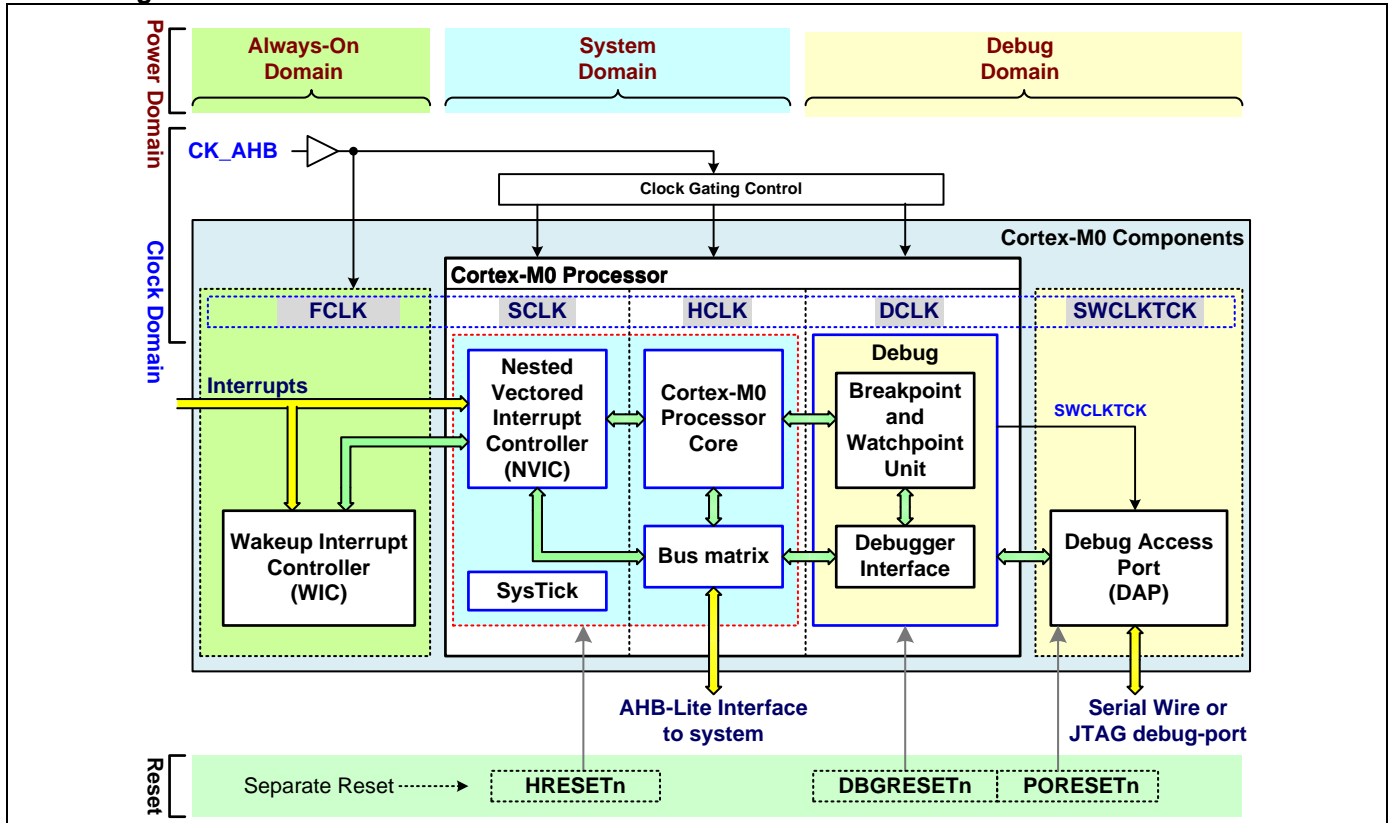 Power Domain
Always-On
Domain
System
Domain
Debug
Domain
Clock Domain
CK_AHB
Clock Gating Control
Cortex-M0 Components
Cortex-M0 Processor
FCLK
SCLK
HCLK
DCLK
SWCLKTCK
Interrupts
Nested
Vectored
Interrupt
Controller
(NVIC)
Cortex-M0
Processor
Core
Debug
Breakpoint
and
Watchpoint
Unit
SWCLKTCK
Wakeup Interrupt
Controller
(WIC)
SysTick
Bus matrix
Debugger
Interface
Debug Access
Port
(DAP)
AHB-Lite Interface
to system
Serial Wire or
JTAG debug-port
Reset
Separate Reset
HRESETn
DBGRESETn
PORESETn